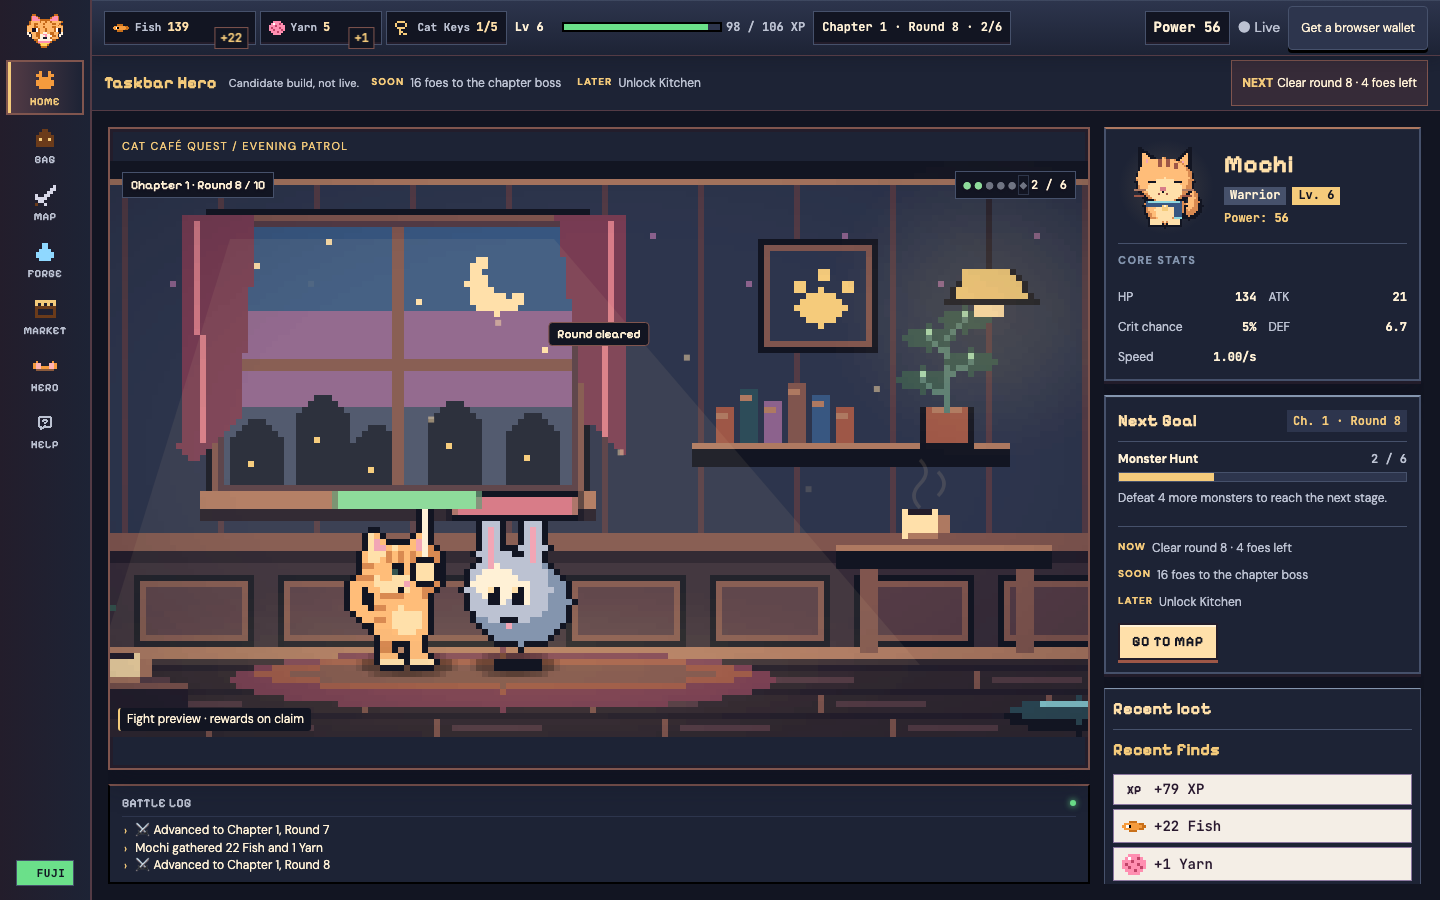 Fish 139
+22
Yarn 5
+1
Cat Keys 1/5
Lv 6
98 / 106 XP
Chapter 1 · Round 8 · 2/6
Power 56
Live
Get a browser wallet
Taskbar Hero
Candidate build, not live.
SOON 16 foes to the chapter boss
LATER Unlock Kitchen
NEXT Clear round 8 · 4 foes left
HOME
BAG
MAP
FORGE
MARKET
HERO
HELP
FUJI
CAT CAFÉ QUEST / EVENING PATROL
Chapter 1 · Round 8 / 10
2 / 6
Round cleared
Fight preview · rewards on claim
BATTLE LOG
› Advanced to Chapter 1, Round 7
› Mochi gathered 22 Fish and 1 Yarn
› Advanced to Chapter 1, Round 8
Mochi
Warrior Lv. 6
Power: 56
CORE STATS
HP 134 ATK 21
Crit chance 5% DEF 6.7
Speed 1.00/s
Next Goal
Ch. 1 · Round 8
Monster Hunt 2 / 6
Defeat 4 more monsters to reach the next stage.
NOW Clear round 8 · 4 foes left
SOON 16 foes to the chapter boss
LATER Unlock Kitchen
GO TO MAP
Recent loot
Recent finds
XP +79 XP
+22 Fish
+1 Yarn